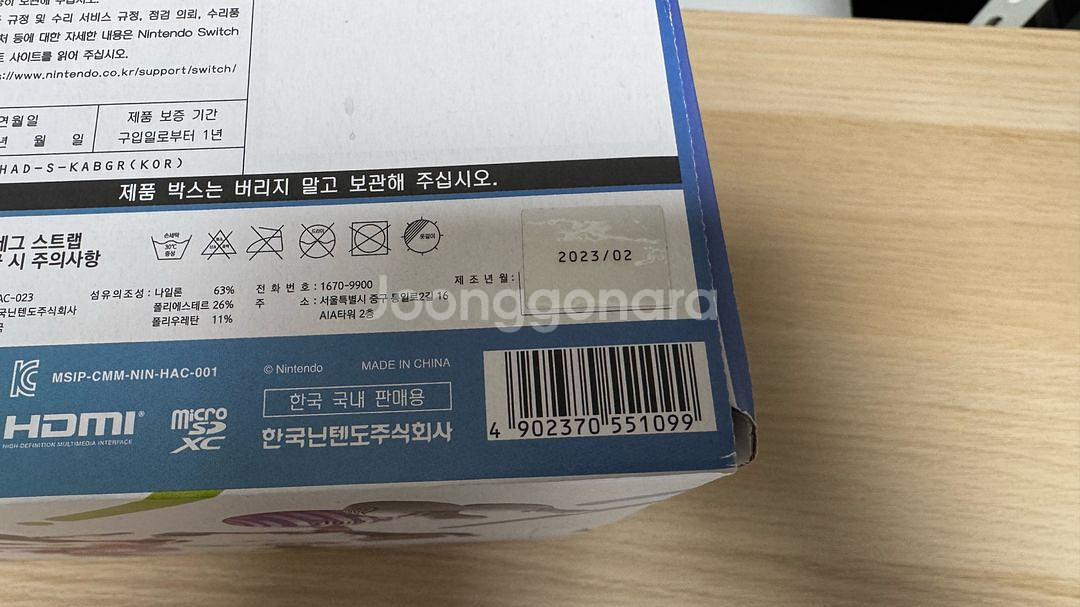 규정 및 수리 서비스 규정, 점검 의뢰, 수리품
처 등에 대한 자세한 내용은 Nintendo Switch
사이트를 읽어 주십시오.
://www.nintendo.co.kr/support/switch/
연월일
년 월 일
제품 보증 기간
구입일로부터 1년
HAD-S-KABGR(KOR)
제품 박스는 버리지 말고 보관해 주십시오.
스트랩
시 주의사항
손세탁
30℃
중성
드라이
옷걸이
AC-023
국닌텐도주식회사
섬유의조성 : 나일론 63%
폴리에스테르 26%
폴리우레탄 11%
전 화 번 호 : 1670-9900
주 소 : 서울특별시 중구 통일로2길 16
AIA타워 2층
제 조 년 월 :
2023/02
Joonggonara
MSIP-CMM-NIN-HAC-001
HDMI®
HIGH-DEFINITION MULTIMEDIA INTERFACE
micro
SD
XC
© Nintendo MADE IN CHINA
한국 국내 판매용
한국닌텐도주식회사
4 902370 551099